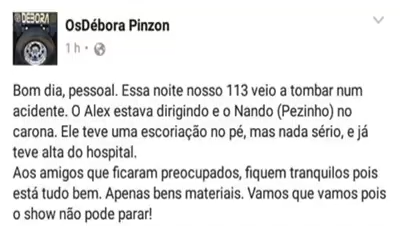 DÉBORA
OsDébora Pinzon
1 h ·
Bom dia, pessoal. Essa noite nosso 113 veio a tombar num
acidente. O Alex estava dirigindo e o Nando (Pezinho) no
carona. Ele teve uma escoriação no pé, mas nada sério, e já
teve alta do hospital.
Aos amigos que ficaram preocupados, fiquem tranquilos pois
está tudo bem. Apenas bens materiais. Vamos que vamos pois
o show não pode parar!